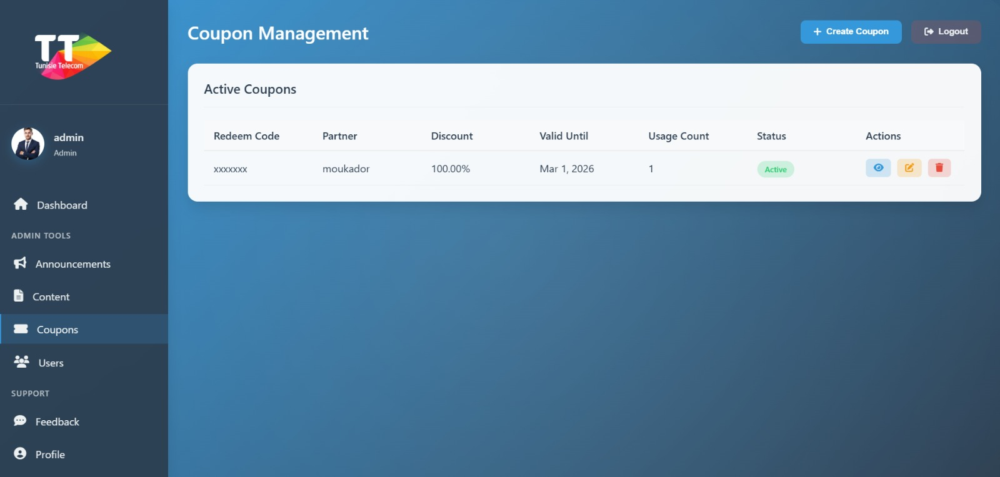 TT
Tunisie Telecom
admin
Admin
Dashboard
ADMIN TOOLS
Announcements
Content
Coupons
Users
SUPPORT
Feedback
Profile
Coupon Management
Create Coupon
Logout
Active Coupons
Redeem Code Partner Discount Valid Until Usage Count Status Actions
xxxxxxx moukador 100.00% Mar 1, 2026 1 Active